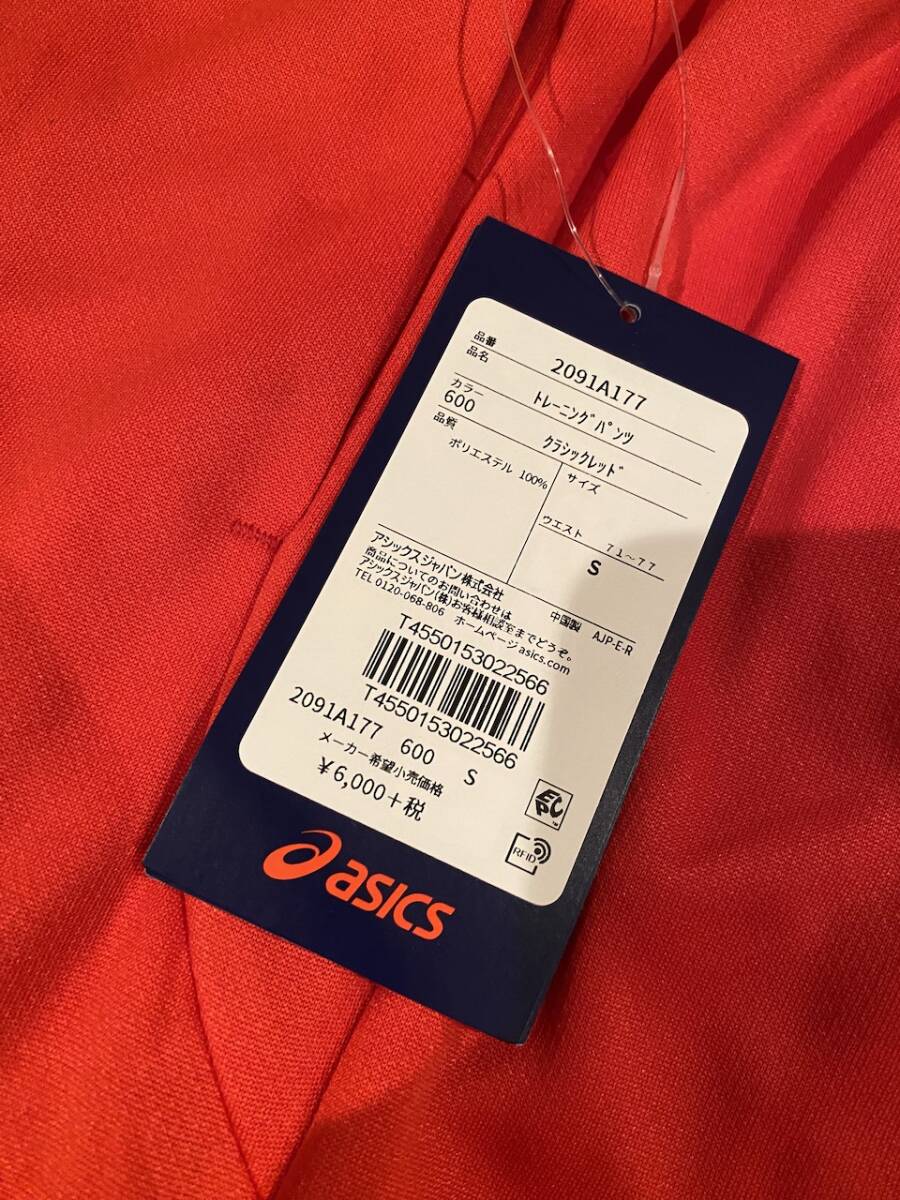 品番 2091A177
品名 トレーニングパンツ
カラー
600 クラシックレッド
品質 サイズ
ポリエステル 100%
ウエスト 71~77
S
アシックスジャパン株式会社 中国製 AJP-E-R
商品についてのお問い合わせは
アシックスジャパン(株)お客様相談室までどうぞ。
TEL 0120-068-806 ホームページasics.com
T4550153022566
T4550153022566
2091A177 600 S
メーカー希望小売価格
¥6,000+税
EPC™
RFID
asics